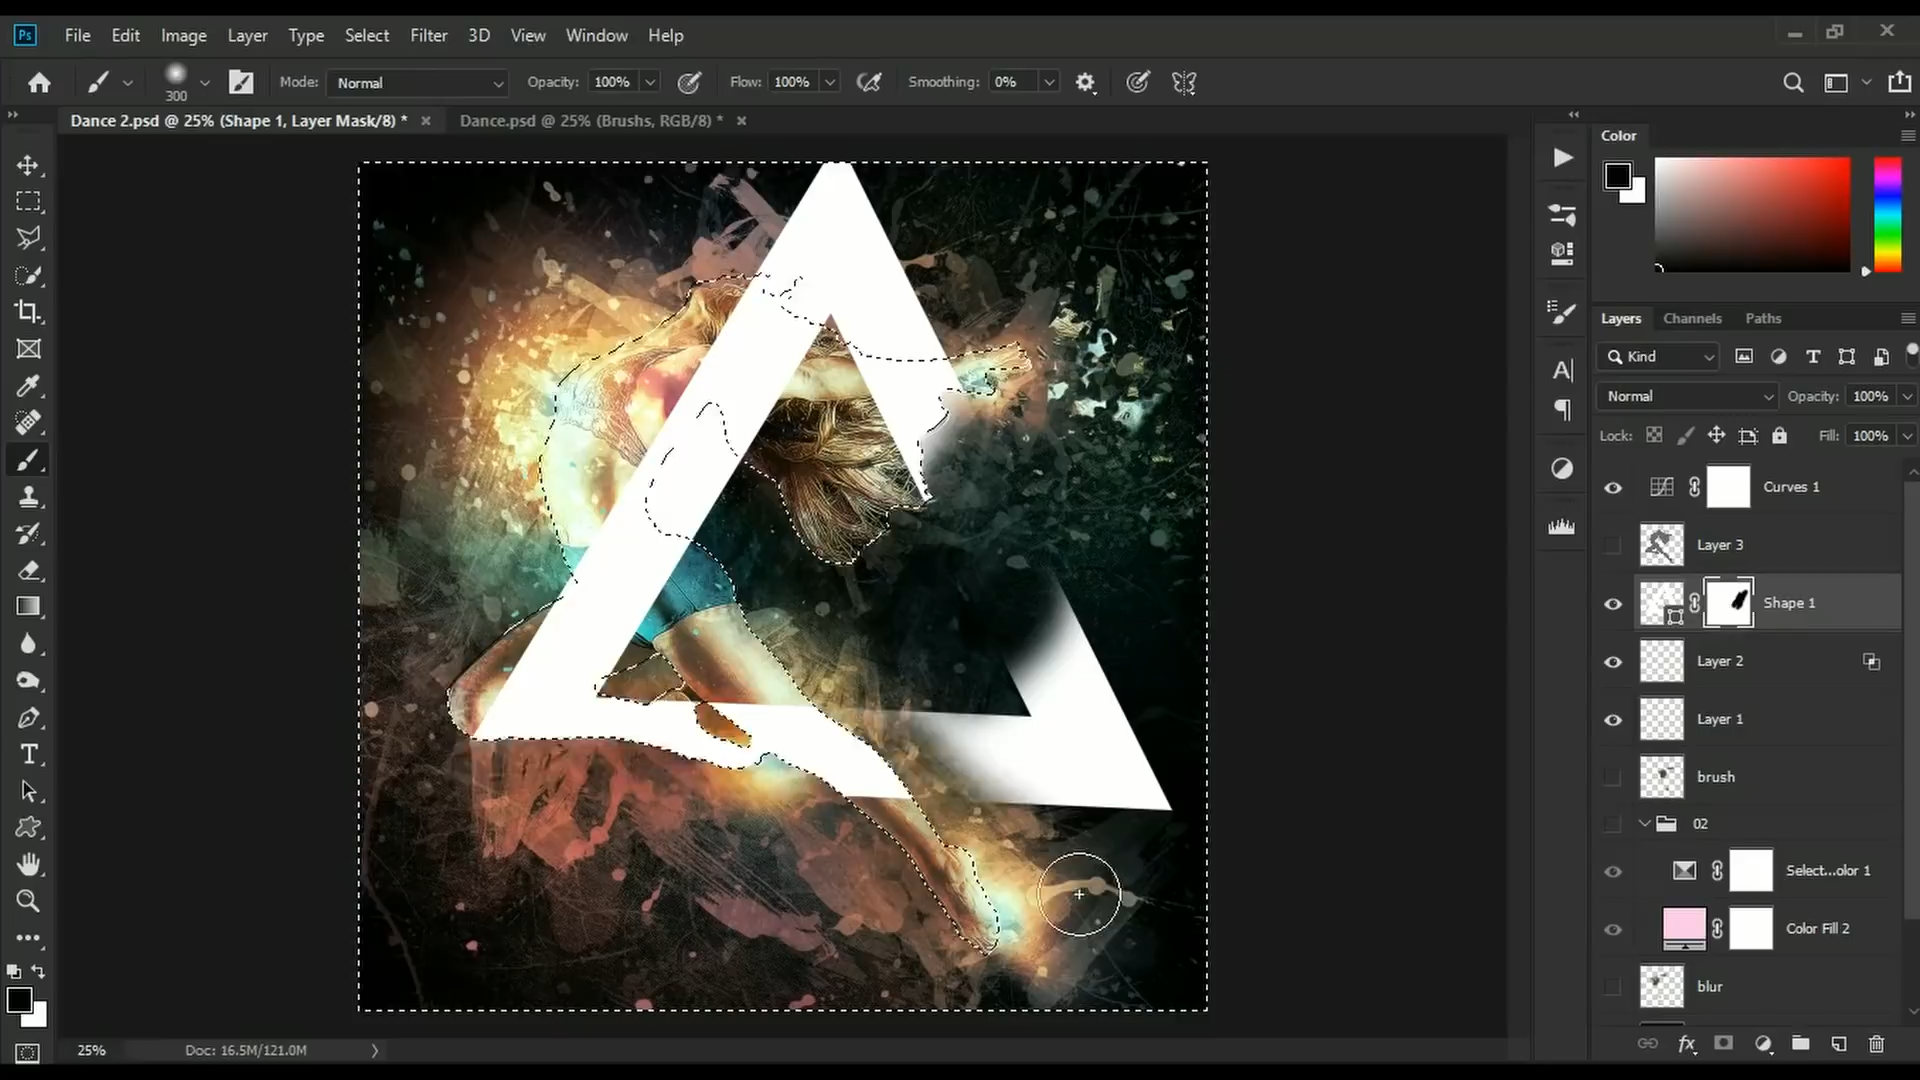 Ps File Edit Image Layer Type Select Filter 3D View Window Help
300 Mode: Normal Opacity: 100% Flow: 100% Smoothing: 0%
Dance 2.psd @ 25% (Shape 1, Layer Mask/8) * Dance.psd @ 25% (Brushs, RGB/8) *
Color
Layers Channels Paths
Kind
Normal Opacity: 100%
Lock: Fill: 100%
Curves 1
Layer 3
Shape 1
Layer 2
Layer 1
brush
02
Select...olor 1
Color Fill 2
blur
25% Doc: 16.5M/121.0M